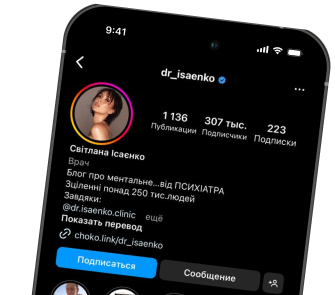 9:41
dr_isaenko
1 136 307 тыс. 223
Публикации Подписчики Подписки
Світлана Ісаєнко
Врач
Блог про ментальне...від ПСИХІАТРА
Зціленні понад 250 тис.людей
Завдяки:
@dr.isaenko.clinic ещё
Показать перевод
choko.link/dr_isaenko
Подписаться Сообщение